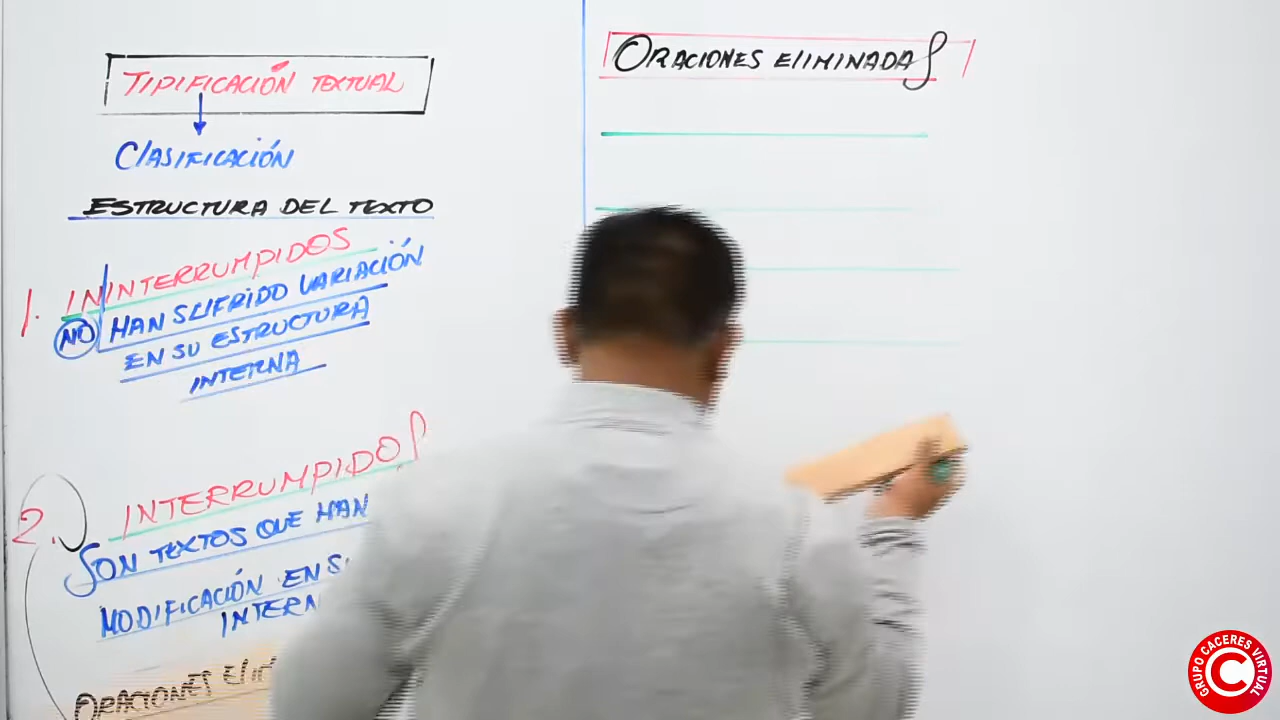 TIPIFICACIÓN TEXTUAL
CLASIFICACIÓN
ESTRUCTURA DEL TEXTO
1. ININTERRUMPIDOS
NO HAN SUFRIDO VARIACIÓN
EN SU ESTRUCTURA
INTERNA
2. INTERRUMPIDOS
SON TEXTOS QUE HAN
MODIFICACIÓN EN
INTERN
ORACIONES
ORACIONES ELIMINADAS
GRUPO CACERES VIRTUAL
C